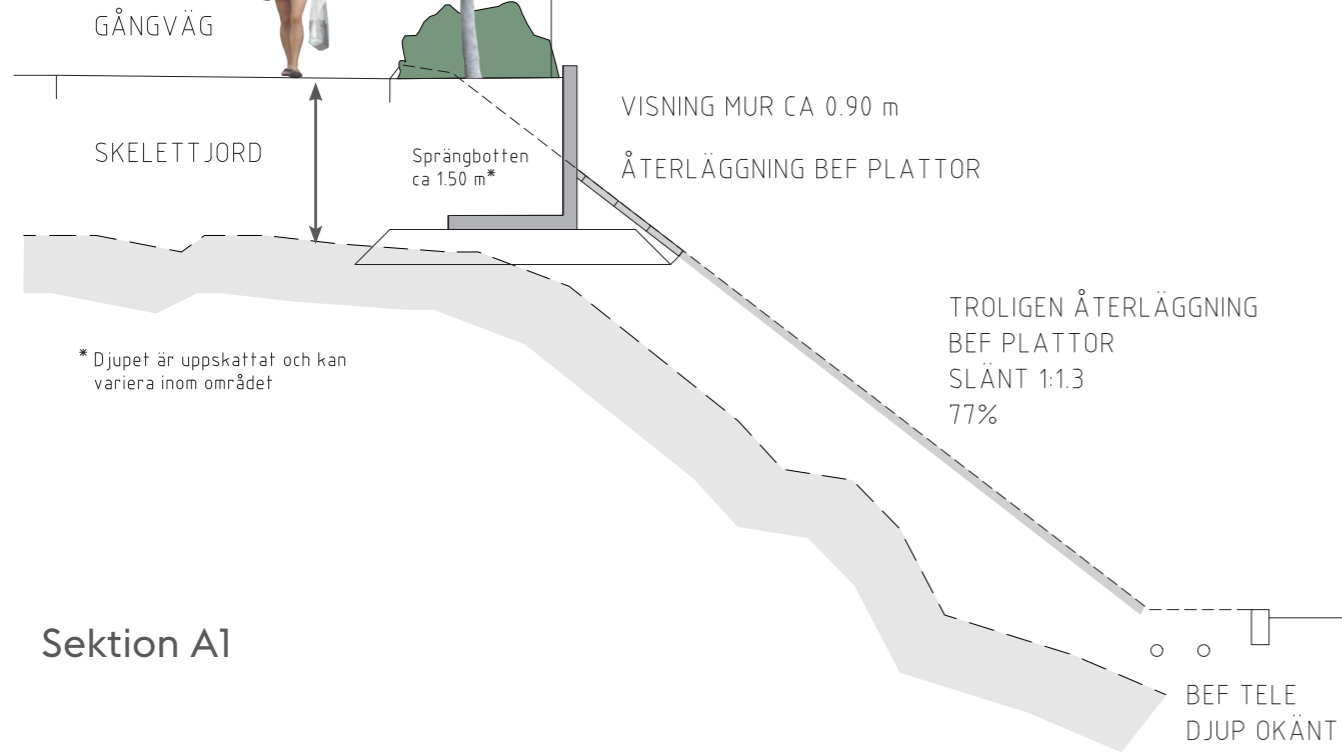 GÅNGVÄG
VISNING MUR CA 0.90 m
SKELETTJORD
Sprängbotten
ca 1.50 m*
ÅTERLÄGGNING BEF PLATTOR
TROLIGEN ÅTERLÄGGNING
BEF PLATTOR
SLÄNT 1:1.3
77%
* Djupet är uppskattat och kan
variera inom området
Sektion A1
BEF TELE
DJUP OKÄNT